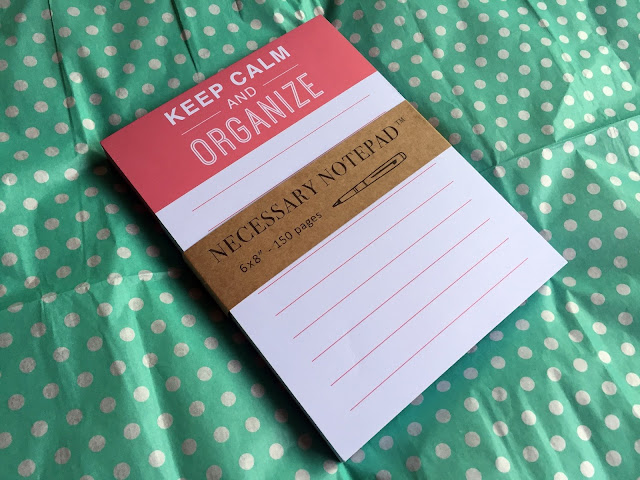 KEEP CALM
AND
ORGANIZE
NECESSARY NOTEPAD™
6x8" - 150 pages